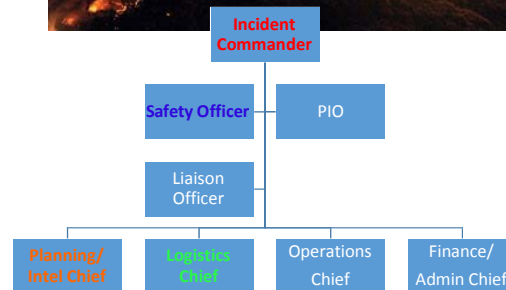 Incident
Commander
Safety Officer
PIO
Liaison
Officer
Planning/
Intel Chief
Logistics
Chief
Operations
Chief
Finance/
Admin Chief